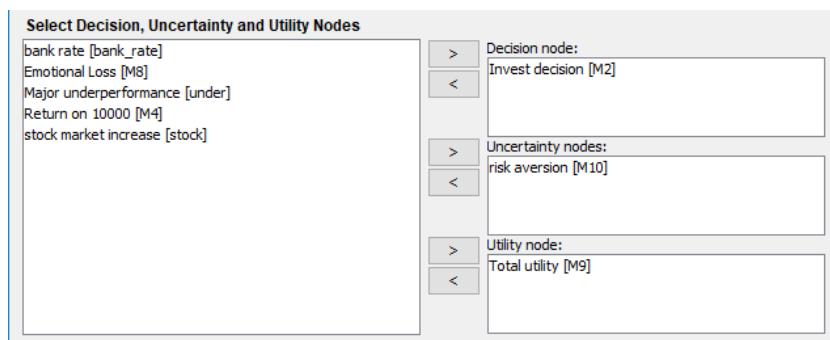 Select Decision, Uncertainty and Utility Nodes
bank rate [bank_rate]
Emotional Loss [M8]
Major underperformance [under]
Return on 10000 [M4]
stock market increase [stock]
>
<
Decision node:
Invest decision [M2]
>
<
Uncertainty nodes:
risk aversion [M10]
>
<
Utility node:
Total utility [M9]